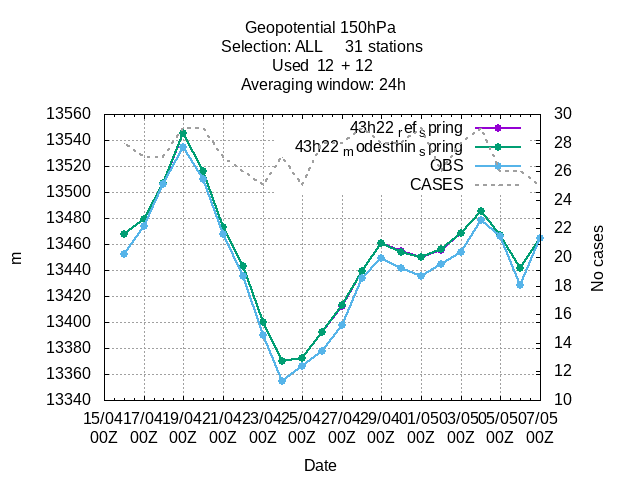 Geopotential 150hPa
Selection: ALL 31 stations
Used 12 + 12
Averaging window: 24h
43h22_ref_spring
43h22_modeschin_spring
OBS
CASES
13560
13540
13520
13500
13480
13460
13440
13420
13400
13380
13360
13340
30
28
26
24
22
20
18
16
14
12
10
m
No cases
15/04 17/04 19/04 21/04 23/04 25/04 27/04 29/04 01/05 03/05 05/05 07/05
00Z 00Z 00Z 00Z 00Z 00Z 00Z 00Z 00Z 00Z 00Z 00Z
Date